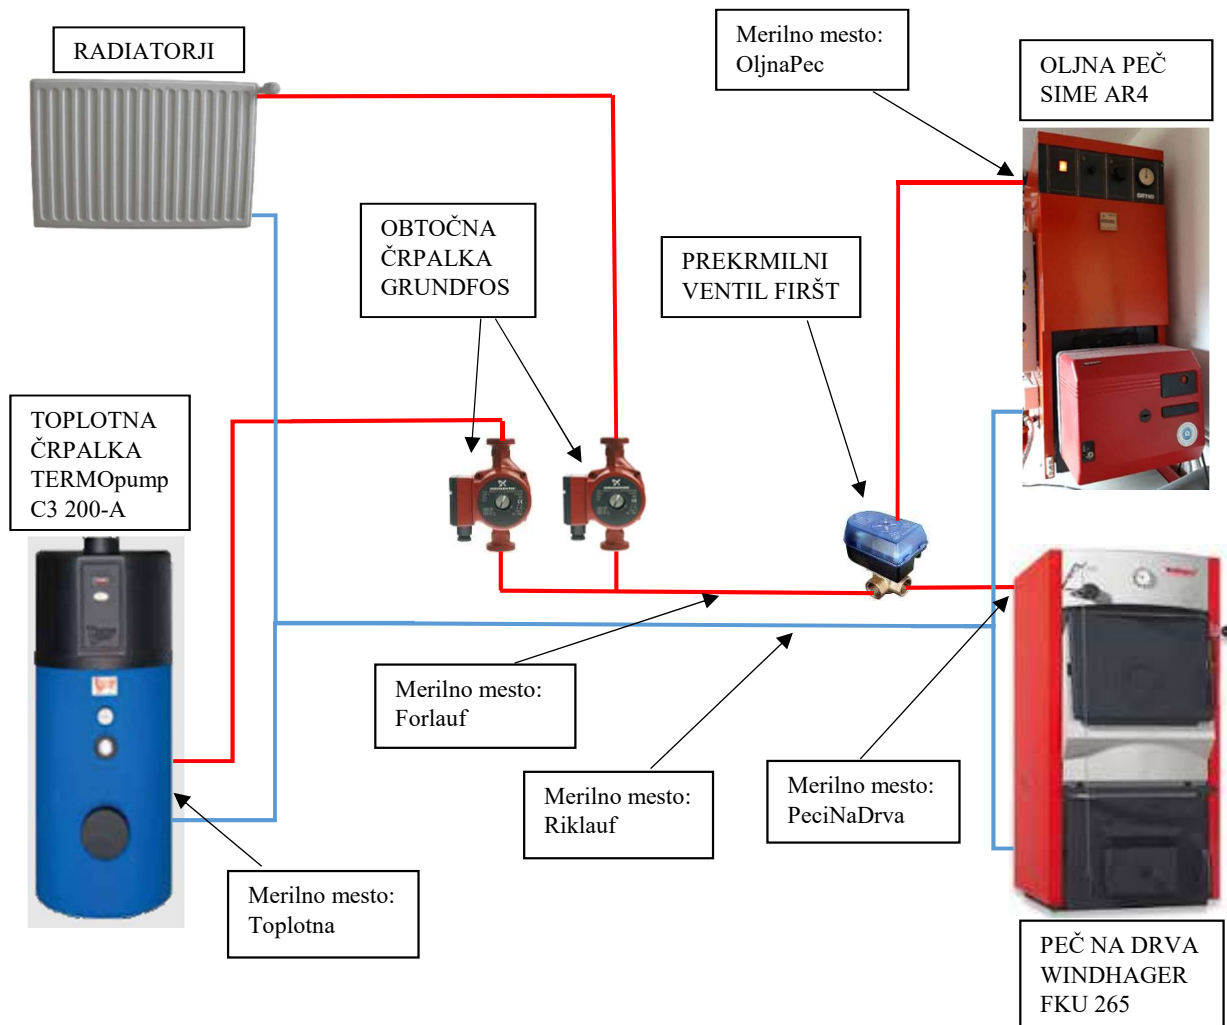 RADIATORJI
Merilno mesto:
OljnaPec
OLJNA PEČ
SIME AR4
OBTOČNA
ČRPALKA
GRUNDFOS
PREKRMILNI
VENTIL FIRŠT
TOPLOTNA
ČRPALKA
TERMOpump
C3 200-A
Merilno mesto:
Forlauf
Merilno mesto:
Riklauf
Merilno mesto:
PeciNaDrva
Merilno mesto:
Toplotna
PEČ NA DRVA
WINDHAGER
FKU 265